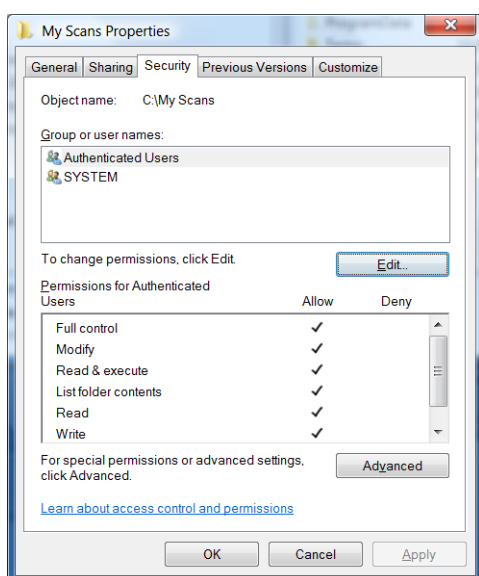 My Scans Properties
General Sharing Security Previous Versions Customize
Object name: C:\My Scans
Group or user names:
Authenticated Users
SYSTEM
To change permissions, click Edit.
Edit...
Permissions for Authenticated
Users Allow Deny
Full control
Modify
Read & execute
List folder contents
Read
Write
For special permissions or advanced settings,
click Advanced.
Advanced
Learn about access control and permissions
OK Cancel Apply